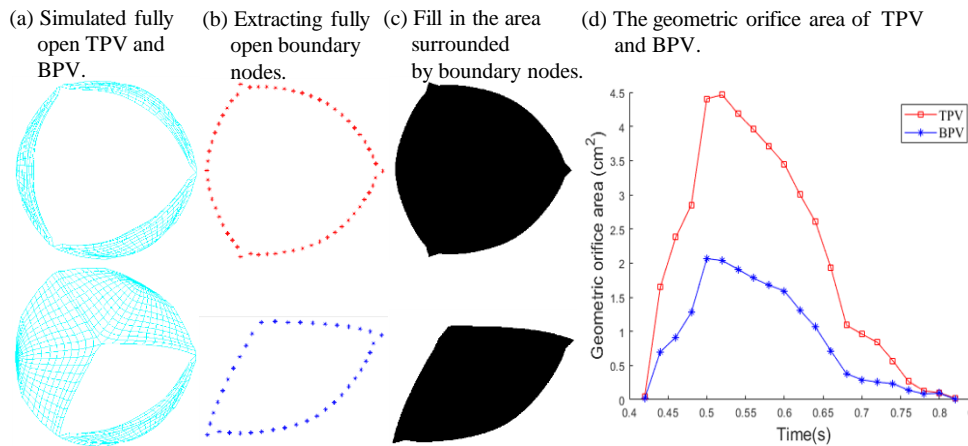 (a) Simulated fully
open TPV and
BPV.
(b) Extracting fully
open boundary
nodes.
(c) Fill in the area
surrounded
by boundary nodes.
(d) The geometric orifice area of TPV
and BPV.
Geometric orifice area (cm²)
4.5
4
3.5
3
2.5
2
1.5
1
0.5
0
0.4
0.45
0.5
0.55
0.6
0.65
0.7
0.75
0.8
Time(s)
TPV
BPV